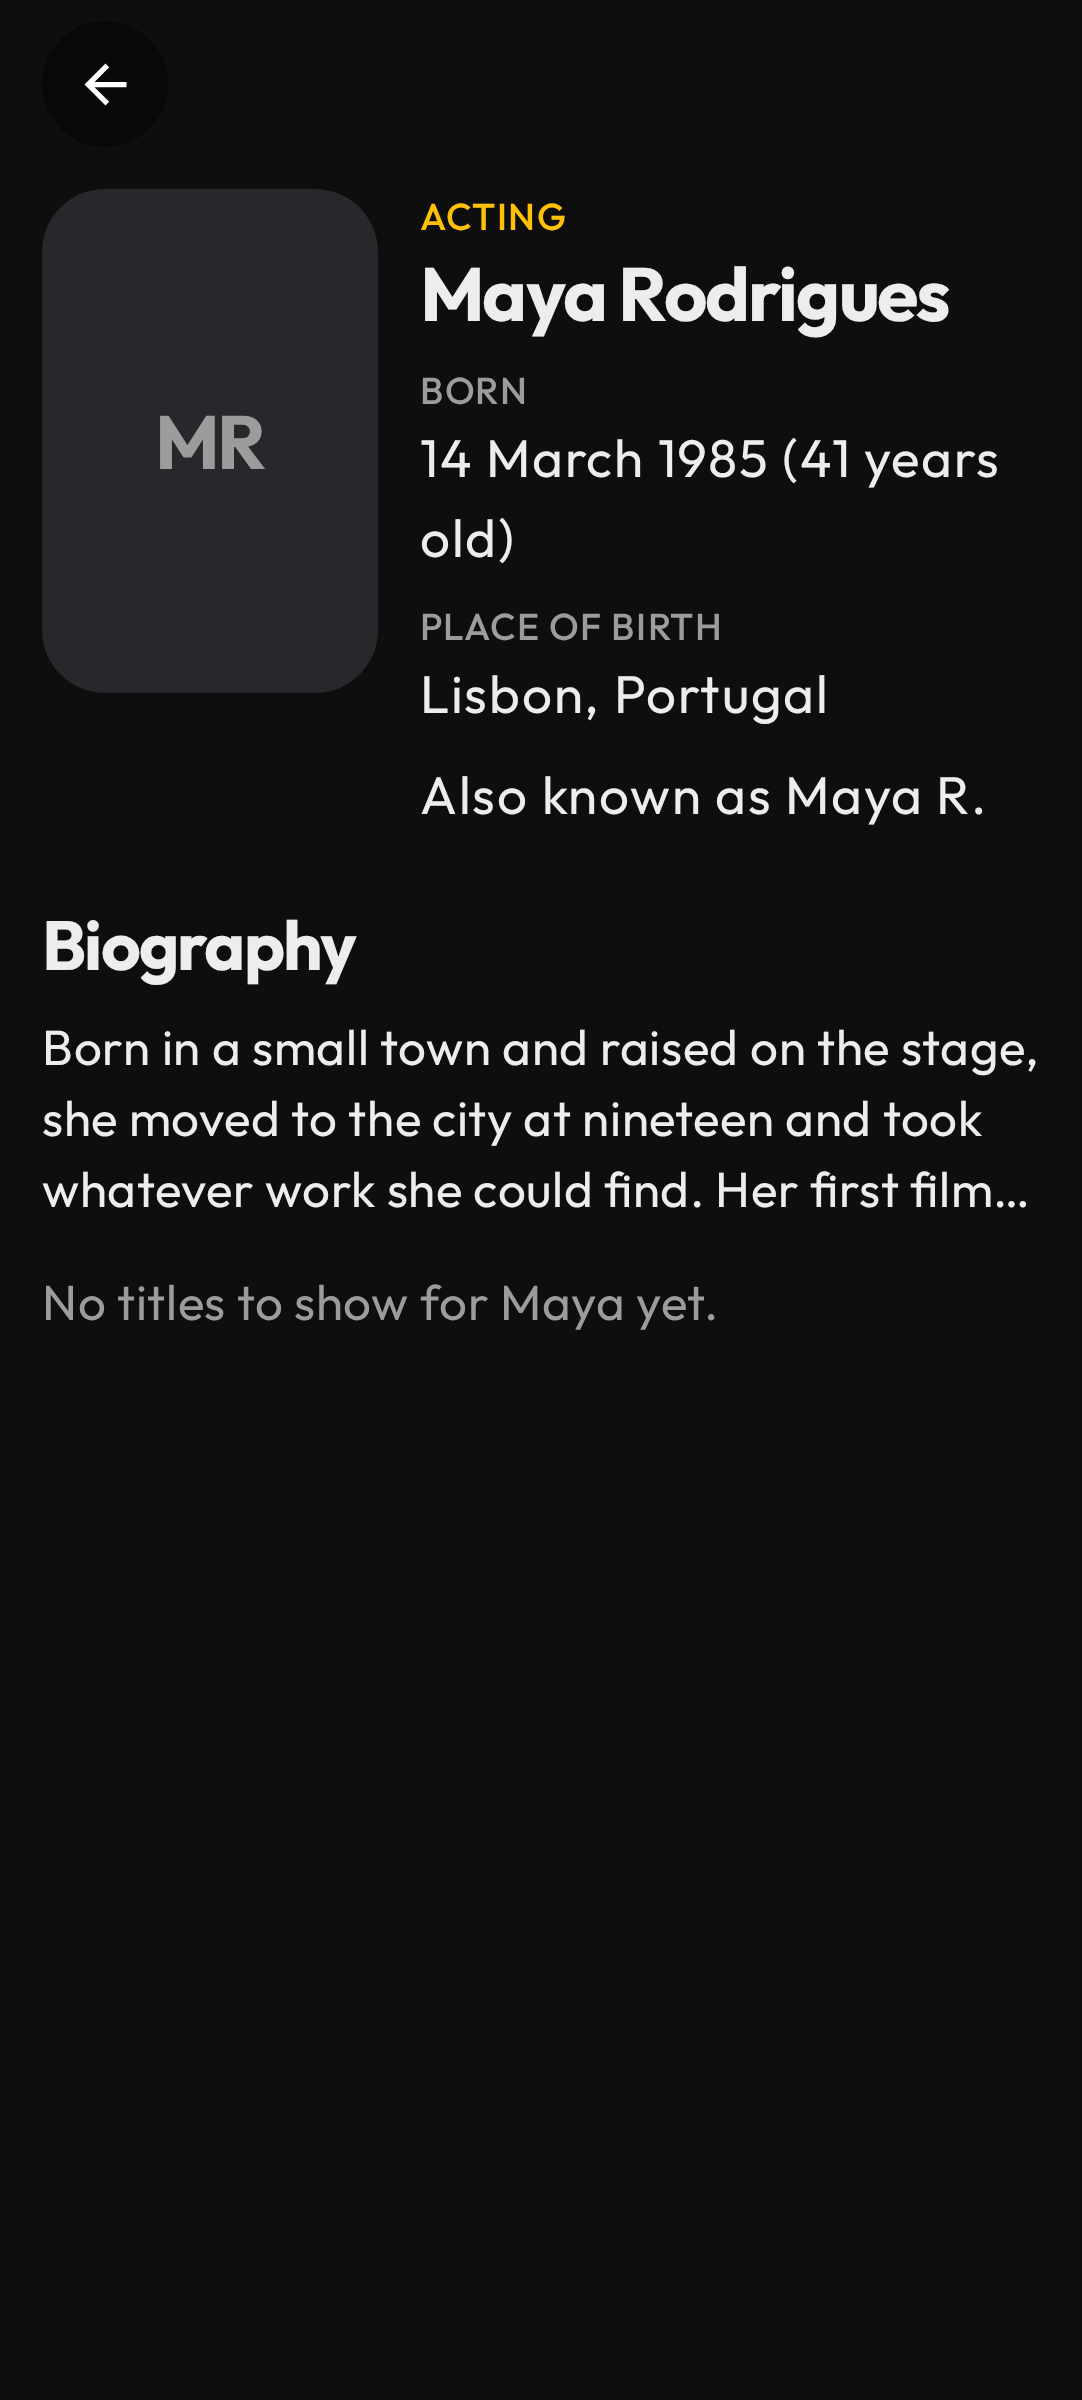 ACTING
Maya Rodrigues
MR
BORN
14 March 1985 (41 years
old)
PLACE OF BIRTH
Lisbon, Portugal
Also known as Maya R.
Biography
Born in a small town and raised on the stage,
she moved to the city at nineteen and took
whatever work she could find. Her first film…
No titles to show for Maya yet.